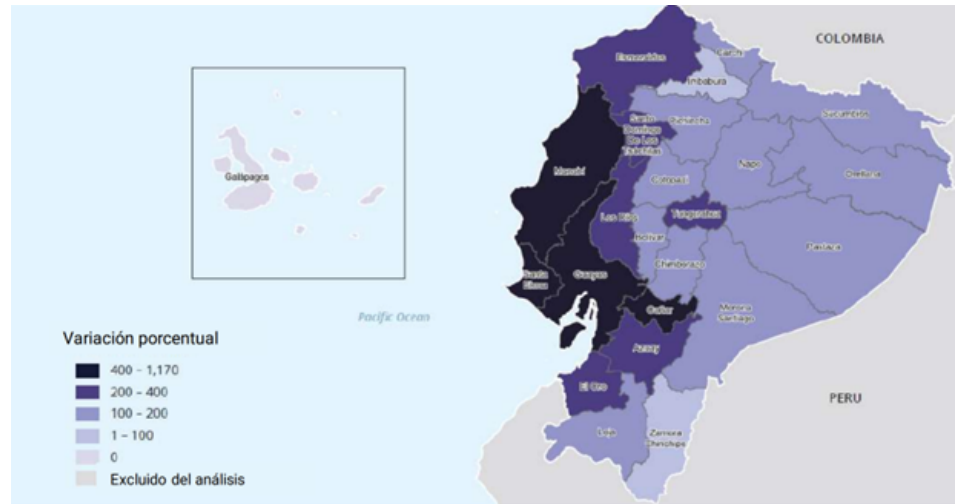 COLOMBIA
Carchi
Esmeraldas
Imbabura
Sucumbíos
Santo
Domingo
De Los
Tsáchilas
Pichincha
Napo
Orellana
Galápagos
Manabí
Cotopaxi
Los Ríos
Tungurahua
Bolívar
Pastaza
Chimborazo
Santa
Elena
Guayas
Cañar
Morona
Santiago
Pacific Ocean
Azuay
El Oro
PERU
Loja
Zamora
Chinchipe
Variación porcentual
400 – 1,170
200 – 400
100 – 200
1 – 100
0
Excluido del análisis